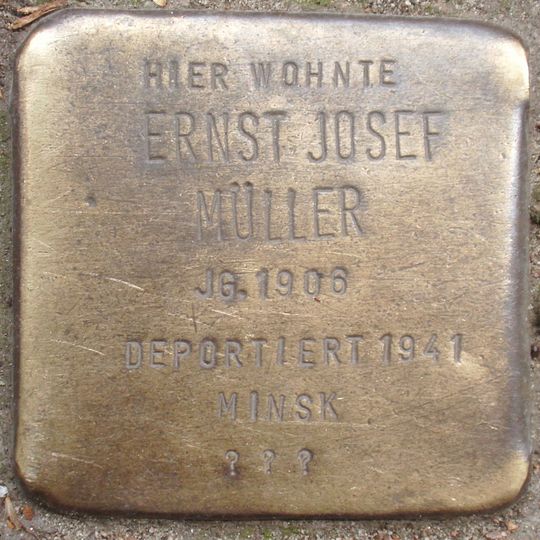 HIER WOHNTE
ERNST JOSEF
MÜLLER
JG. 1906
DEPORTIERT 1941
MINSK
? ? ?